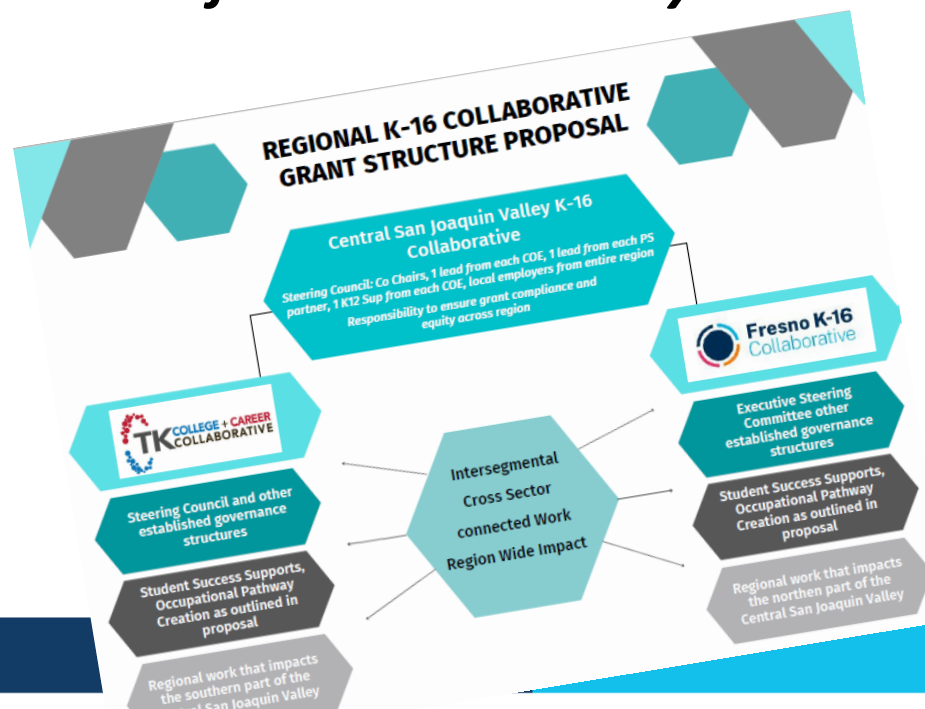 REGIONAL K-16 COLLABORATIVE
GRANT STRUCTURE PROPOSAL
Central San Joaquin Valley K-16
Collaborative
Steering Council: Co Chairs, 1 lead from each COE, 1 lead from each PS
partner, 1 K12 Sup from each COE, local employers from entire region
Responsibility to ensure grant compliance and
equity across region
TK COLLEGE + CAREER
COLLABORATIVE
Steering Council and other
established governance
structures
Student Success Supports,
Occupational Pathway
Creation as outlined in
proposal
Regional work that impacts
the southern part of the
San Joaquin Valley
Intersegmental
Cross Sector
connected Work
Region Wide Impact
Fresno K-16
Collaborative
Executive Steering
Committee other
established governance
structures
Student Success Supports,
Occupational Pathway
Creation as outlined in
proposal
Regional work that impacts
the northen part of the
Central San Joaquin Valley